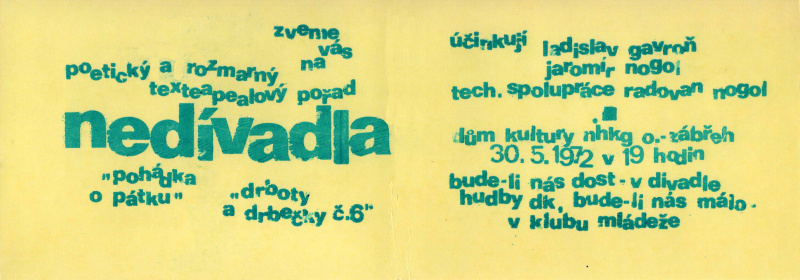 zveme
vás
na
poetický a rozmarný
texteapealový pořad
nedívadla
„pohádka
o pátku"
„drboty
a drbečky č.6"
účinkují
ladislav gavroň
jaromír nogol
tech. spolupráce radovan nogol
dům kultury nhkg o.-zábřeh
30. 5.1972 v 19 hodin
bude-li nás dost - v divadle
hudby dk, bude-li nás málo -
v klubu mládeže